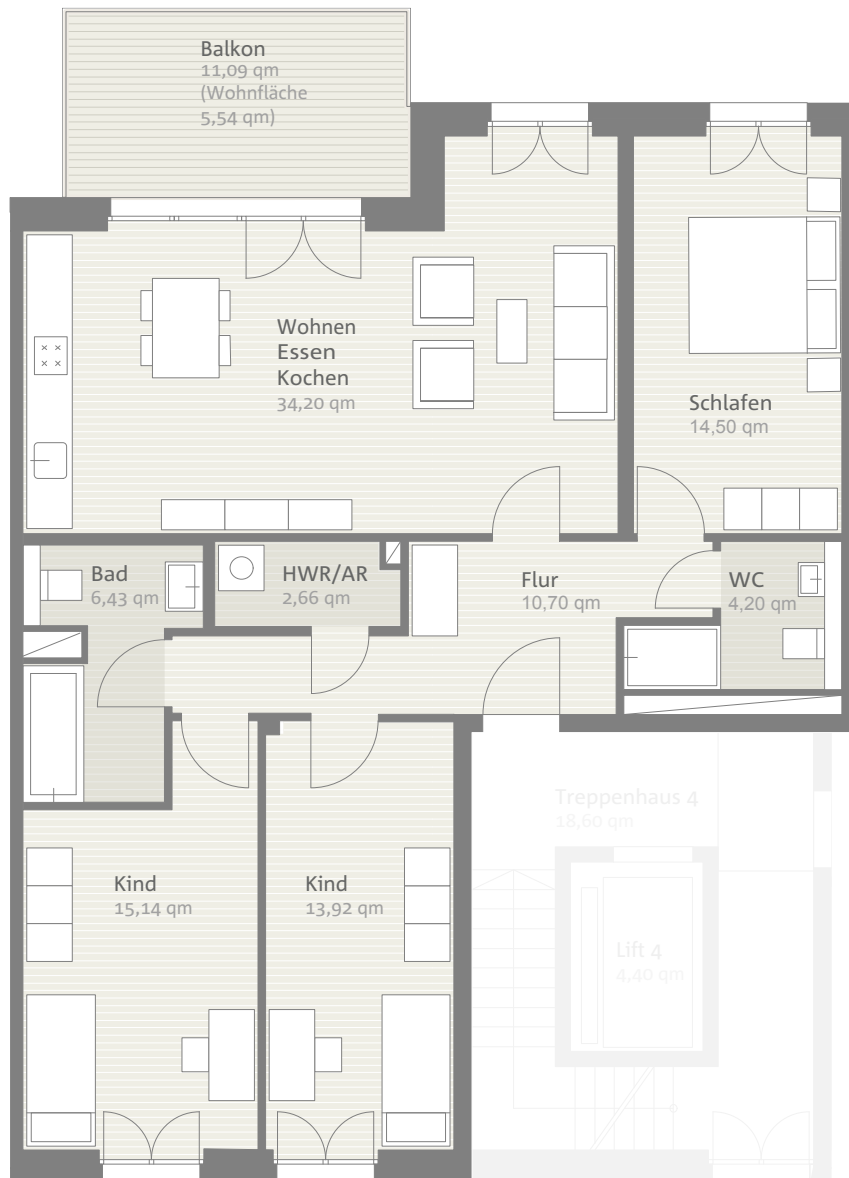 Balkon
11,09 qm
(Wohnfläche
5,54 qm)
Wohnen
Essen
Kochen
34,20 qm
Schlafen
14,50 qm
Bad
6,43 qm
HWR/AR
2,66 qm
Flur
10,70 qm
WC
4,20 qm
Treppenhaus 4
18,60 qm
Kind
15,14 qm
Kind
13,92 qm
Lift 4
4,40 qm